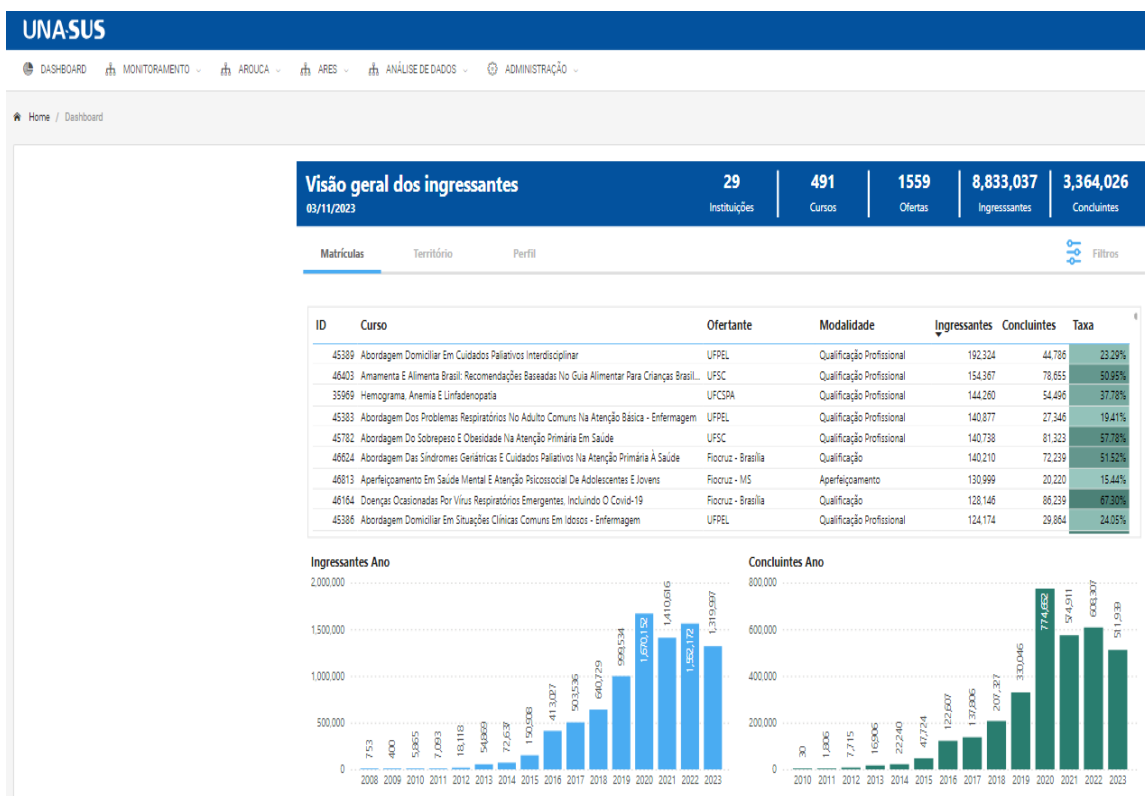 UNA-SUS
DASHBOARD MONITORAMENTO AROUCA ARES ANÁLISE DE DADOS ADMINISTRAÇÃO
Home / Dashboard
Visão geral dos ingressantes
03/11/2023
29 491 1559 8,833,037 3,364,026
Instituições Cursos Ofertas Ingresssantes Concluintes
Matrículas Território Perfil Filtros
ID Curso Ofertante Modalidade Ingressantes Concluintes Taxa
45389 Abordagem Domiciliar Em Cuidados Paliativos Interdisciplinar UFPEL Qualificação Profissional 192,324 44,786 23.29%
46403 Amamenta E Alimenta Brasil: Recomendações Baseadas No Guia Alimentar Para Crianças Brasil... UFSC Qualificação Profissional 154,367 78,655 50.95%
35969 Hemograma, Anemia E Linfadenopatia UFCSPA Qualificação Profissional 144,260 54,496 37.78%
45383 Abordagem Dos Problemas Respiratórios No Adulto Comuns Na Atenção Básica - Enfermagem UFPEL Qualificação Profissional 140,877 27,346 19.41%
45782 Abordagem Do Sobrepeso E Obesidade Na Atenção Primária Em Saúde UFSC Qualificação Profissional 140,738 81,323 57.78%
46624 Abordagem Das Síndromes Geriátricas E Cuidados Paliativos Na Atenção Primária À Saúde Fiocruz - Brasília Qualificação 140,210 72,239 51.52%
46813 Aperfeiçoamento Em Saúde Mental E Atenção Psicossocial De Adolescentes E Jovens Fiocruz - MS Aperfeiçoamento 130,999 20,220 15.44%
46164 Doenças Ocasionadas Por Vírus Respiratórios Emergentes, Incluindo O Covid-19 Fiocruz - Brasília Qualificação 128,146 86,239 67.30%
45386 Abordagem Domiciliar Em Situações Clínicas Comuns Em Idosos - Enfermagem UFPEL Qualificação Profissional 124,174 29,864 24.05%
Ingressantes Ano
2,000,000
1,500,000
1,000,000
500,000
0
753 400 5,865 7,093 18,118 54,869 72,637 150,908 413,027 503,536 640,729 999,534 1,670,152 1,410,616 1,552,172 1,319,997
2008 2009 2010 2011 2012 2013 2014 2015 2016 2017 2018 2019 2020 2021 2022 2023
Concluintes Ano
800,000
600,000
400,000
200,000
0
30 1,806 7,715 16,906 22,240 47,724 122,607 137,806 207,327 330,046 774,652 574,911 608,307 511,939
2010 2011 2012 2013 2014 2015 2016 2017 2018 2019 2020 2021 2022 2023